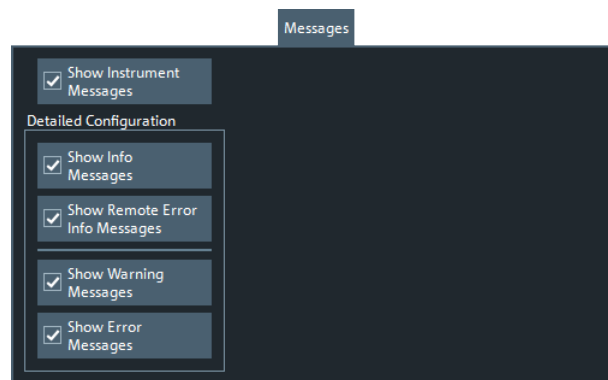 Messages
Show Instrument
Messages
Detailed Configuration
Show Info
Messages
Show Remote Error
Info Messages
Show Warning
Messages
Show Error
Messages